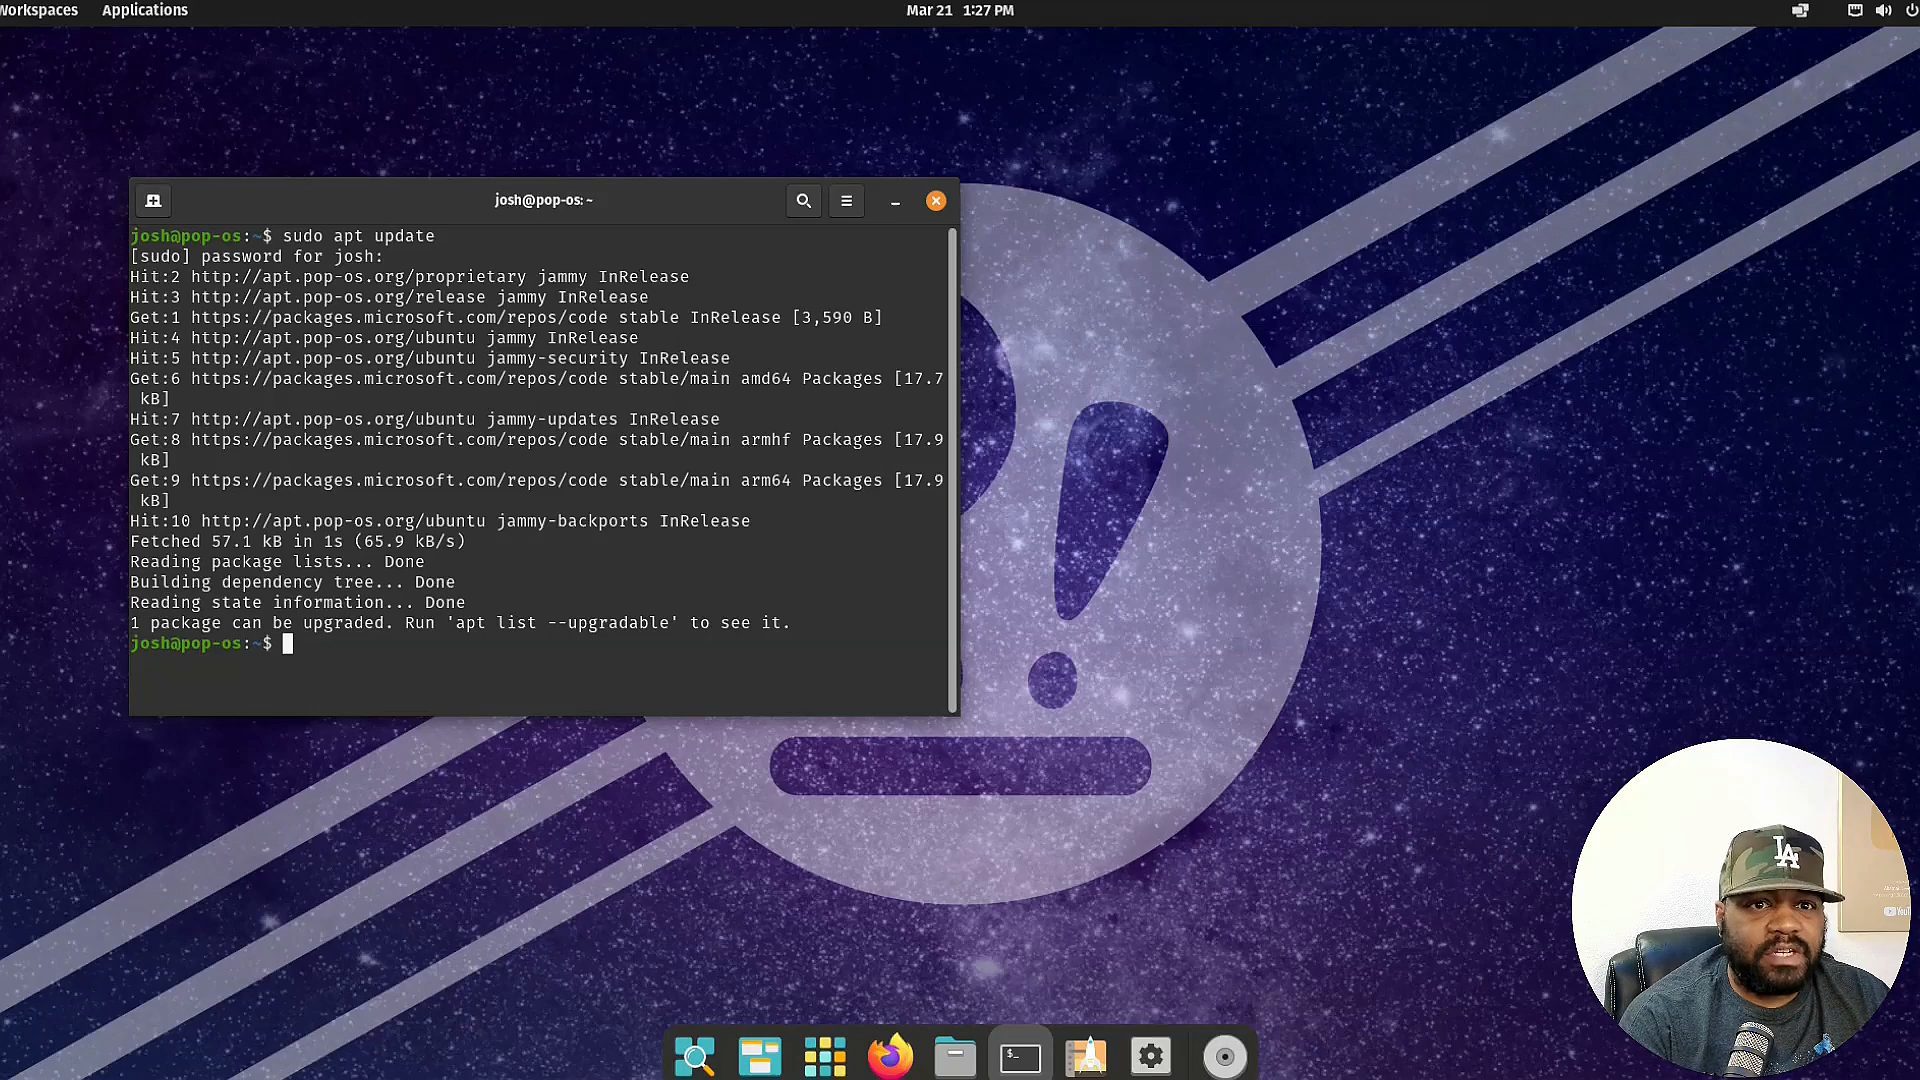 Workspaces Applications Mar 21 1:27 PM
josh@pop-os: ~
josh@pop-os:~$ sudo apt update
[sudo] password for josh:
Hit:2 http://apt.pop-os.org/proprietary jammy InRelease
Hit:3 http://apt.pop-os.org/release jammy InRelease
Get:1 https://packages.microsoft.com/repos/code stable InRelease [3,590 B]
Hit:4 http://apt.pop-os.org/ubuntu jammy InRelease
Hit:5 http://apt.pop-os.org/ubuntu jammy-security InRelease
Get:6 https://packages.microsoft.com/repos/code stable/main amd64 Packages [17.7
kB]
Hit:7 http://apt.pop-os.org/ubuntu jammy-updates InRelease
Get:8 https://packages.microsoft.com/repos/code stable/main armhf Packages [17.9
kB]
Get:9 https://packages.microsoft.com/repos/code stable/main arm64 Packages [17.9
kB]
Hit:10 http://apt.pop-os.org/ubuntu jammy-backports InRelease
Fetched 57.1 kB in 1s (65.9 kB/s)
Reading package lists... Done
Building dependency tree... Done
Reading state information... Done
1 package can be upgraded. Run 'apt list --upgradable' to see it.
josh@pop-os:~$
LA
$_